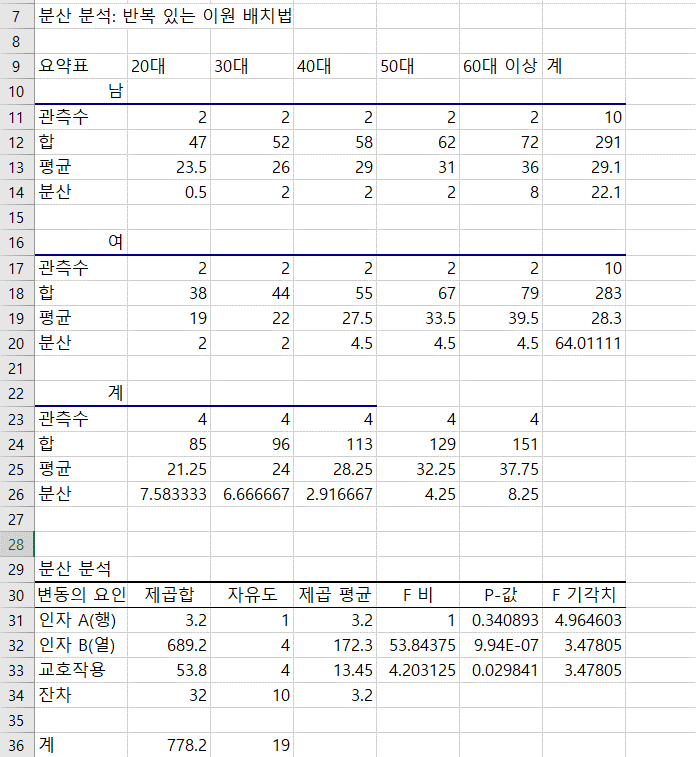 7 분산 분석: 반복 있는 이원 배치법
8
9 요약표 20대 30대 40대 50대 60대 이상 계
10 남
11 관측수 2 2 2 2 2 10
12 합 47 52 58 62 72 291
13 평균 23.5 26 29 31 36 29.1
14 분산 0.5 2 2 2 8 22.1
15
16 여
17 관측수 2 2 2 2 2 10
18 합 38 44 55 67 79 283
19 평균 19 22 27.5 33.5 39.5 28.3
20 분산 2 2 4.5 4.5 4.5 64.01111
21
22 계
23 관측수 4 4 4 4 4
24 합 85 96 113 129 151
25 평균 21.25 24 28.25 32.25 37.75
26 분산 7.583333 6.666667 2.916667 4.25 8.25
27
28
29 분산 분석
30 변동의 요인 제곱합 자유도 제곱 평균 F 비 P-값 F 기각치
31 인자 A(행) 3.2 1 3.2 1 0.340893 4.964603
32 인자 B(열) 689.2 4 172.3 53.84375 9.94E-07 3.47805
33 교호작용 53.8 4 13.45 4.203125 0.029841 3.47805
34 잔차 32 10 3.2
35
36 계 778.2 19